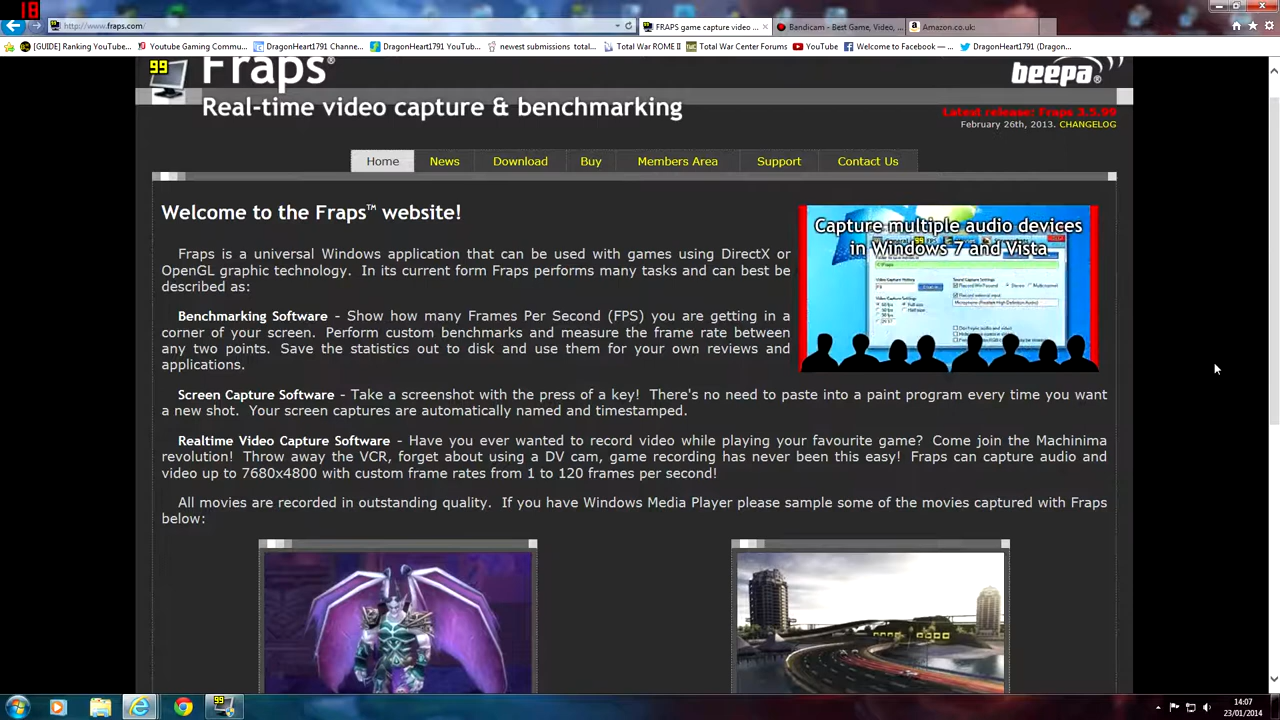 18
http://www.fraps.com/
FRAPS game capture video ...
Bandicam - Best Game, Video, ...
Amazon.co.uk:
[GUIDE] Ranking YouTube...
Youtube Gaming Commu...
DragonHeart1791 Channe...
DragonHeart1791 YouTub...
newest submissions total...
Total War ROME II
Total War Center Forums
YouTube
Welcome to Facebook — ...
DragonHeart1791 (Dragon...
99
Fraps®
beepa®
Real-time video capture & benchmarking
Latest release: Fraps 3.5.99
February 26th, 2013. CHANGELOG
Home
News
Download
Buy
Members Area
Support
Contact Us
Welcome to the Fraps™ website!
Capture multiple audio devices
in Windows 7 and Vista
Fraps is a universal Windows application that can be used with games using DirectX or
OpenGL graphic technology. In its current form Fraps performs many tasks and can best be
described as:
Benchmarking Software - Show how many Frames Per Second (FPS) you are getting in a
corner of your screen. Perform custom benchmarks and measure the frame rate between
any two points. Save the statistics out to disk and use them for your own reviews and
applications.
Screen Capture Software - Take a screenshot with the press of a key! There's no need to paste into a paint program every time you want
a new shot. Your screen captures are automatically named and timestamped.
Realtime Video Capture Software - Have you ever wanted to record video while playing your favourite game? Come join the Machinima
revolution! Throw away the VCR, forget about using a DV cam, game recording has never been this easy! Fraps can capture audio and
video up to 7680x4800 with custom frame rates from 1 to 120 frames per second!
All movies are recorded in outstanding quality. If you have Windows Media Player please sample some of the movies captured with Fraps
below:
99
14:07
23/01/2014